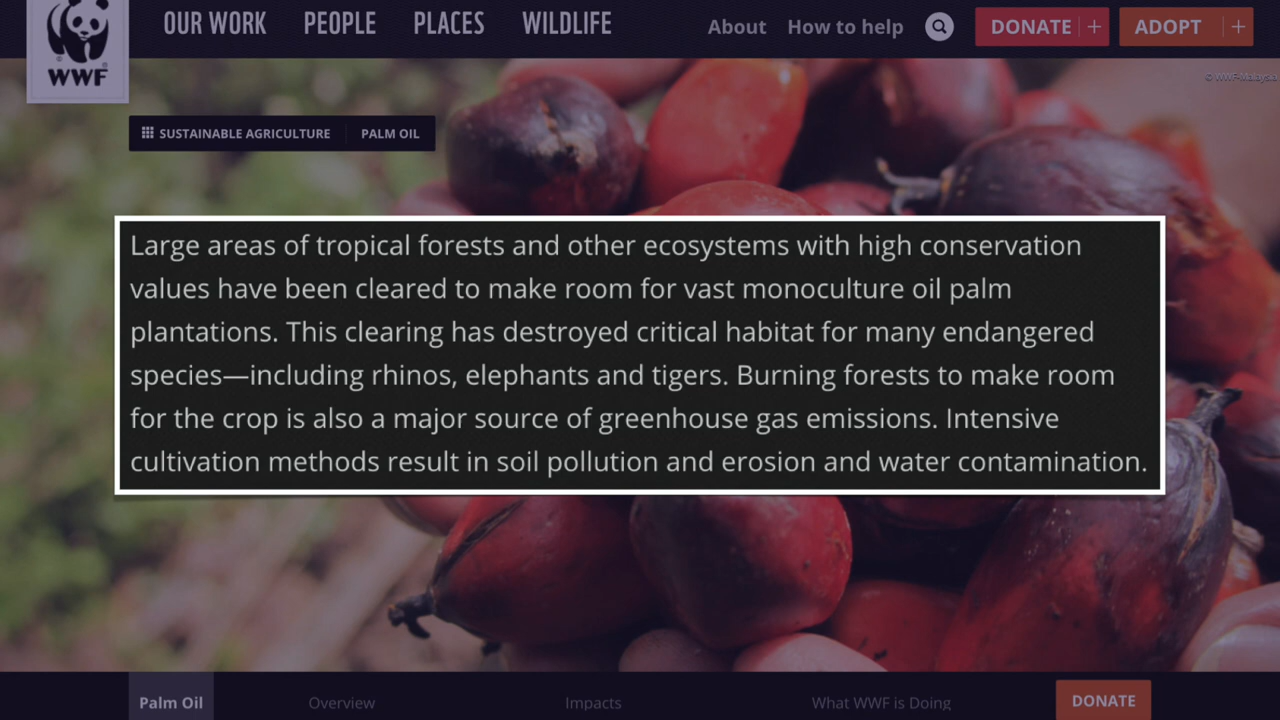 OUR WORK PEOPLE PLACES WILDLIFE About How to help DONATE + ADOPT +
WWF
© WWF-Malaysia
SUSTAINABLE AGRICULTURE PALM OIL
Large areas of tropical forests and other ecosystems with high conservation
values have been cleared to make room for vast monoculture oil palm
plantations. This clearing has destroyed critical habitat for many endangered
species—including rhinos, elephants and tigers. Burning forests to make room
for the crop is also a major source of greenhouse gas emissions. Intensive
cultivation methods result in soil pollution and erosion and water contamination.
Palm Oil Overview Impacts What WWF is Doing DONATE